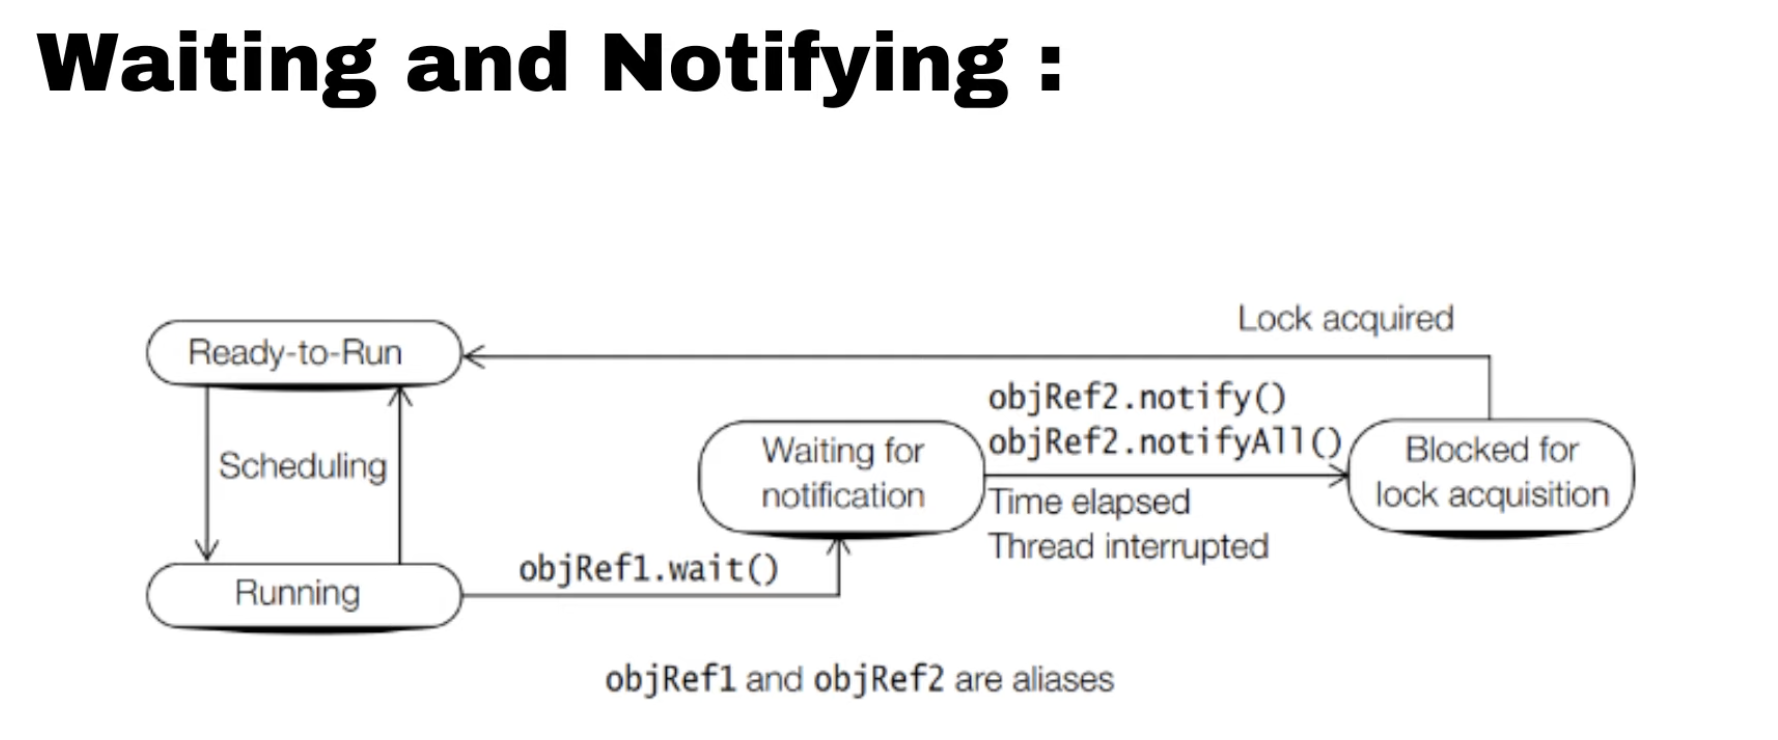 Waiting and Notifying :
Lock acquired
Ready-to-Run
objRef2.notify()
objRef2.notifyAll()
Waiting for
notification
Blocked for
lock acquisition
Scheduling
Time elapsed
Thread interrupted
objRef1.wait()
Running
objRef1 and objRef2 are aliases